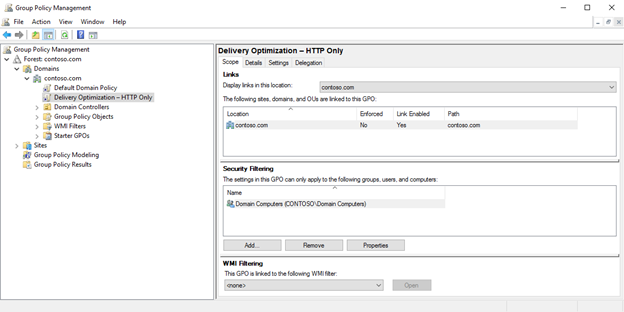 Group Policy Management
File Action View Window Help
Group Policy Management
Forest: contoso.com
Domains
contoso.com
Default Domain Policy
Delivery Optimization – HTTP Only
Domain Controllers
Group Policy Objects
WMI Filters
Starter GPOs
Sites
Group Policy Modeling
Group Policy Results
Delivery Optimization – HTTP Only
Scope Details Settings Delegation
Links
Display links in this location: contoso.com
The following sites, domains, and OUs are linked to this GPO:
Location Enforced Link Enabled Path
contoso.com No Yes contoso.com
Security Filtering
The settings in this GPO can only apply to the following groups, users, and computers:
Name
Domain Computers (CONTOSO\Domain Computers)
Add... Remove Properties
WMI Filtering
This GPO is linked to the following WMI filter:
<none> Open